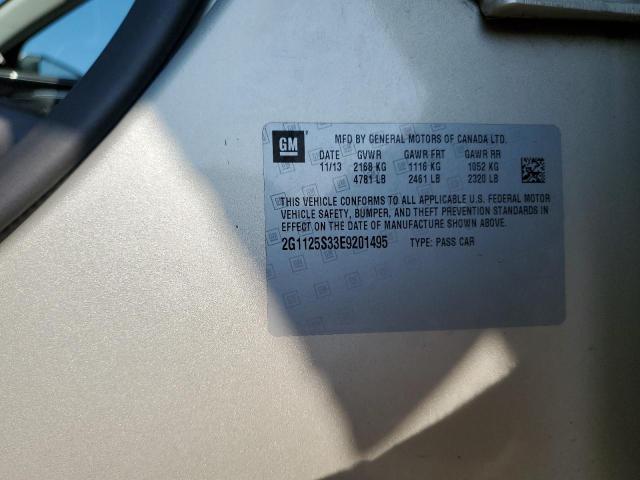 GM
MFD BY GENERAL MOTORS OF CANADA LTD.
DATE GVWR GAWR FRT GAWR RR
11/13 2168 KG 1116 KG 1052 KG
4781 LB 2461 LB 2320 LB
THIS VEHICLE CONFORMS TO ALL APPLICABLE U.S. FEDERAL MOTOR
VEHICLE SAFETY, BUMPER, AND THEFT PREVENTION STANDARDS IN
EFFECT ON THE DATE OF MANUFACTURE SHOWN ABOVE.
2G1125S33E9201495 TYPE: PASS CAR